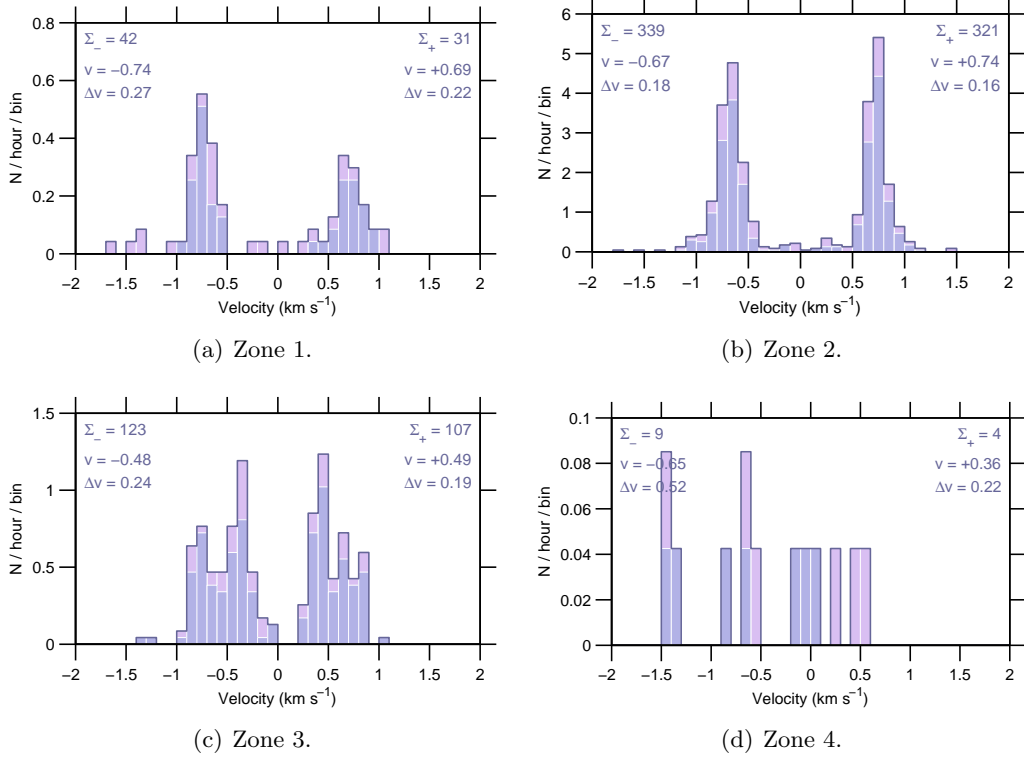 0.8
0.6
0.4
0.2
0
N / hour / bin
Σ₋ = 42
v = −0.74
Δv = 0.27
Σ₊ = 31
v = +0.69
Δv = 0.22
−2 −1.5 −1 −0.5 0 0.5 1 1.5 2
Velocity (km s⁻¹)
(a) Zone 1.
6
5
4
3
2
1
0
N / hour / bin
Σ₋ = 339
v = −0.67
Δv = 0.18
Σ₊ = 321
v = +0.74
Δv = 0.16
−2 −1.5 −1 −0.5 0 0.5 1 1.5 2
Velocity (km s⁻¹)
(b) Zone 2.
1.5
1
0.5
0
N / hour / bin
Σ₋ = 123
v = −0.48
Δv = 0.24
Σ₊ = 107
v = +0.49
Δv = 0.19
−2 −1.5 −1 −0.5 0 0.5 1 1.5 2
Velocity (km s⁻¹)
(c) Zone 3.
0.1
0.08
0.06
0.04
0.02
0
N / hour / bin
Σ₋ = 9
v = −0.65
Δv = 0.52
Σ₊ = 4
v = +0.36
Δv = 0.22
−2 −1.5 −1 −0.5 0 0.5 1 1.5 2
Velocity (km s⁻¹)
(d) Zone 4.